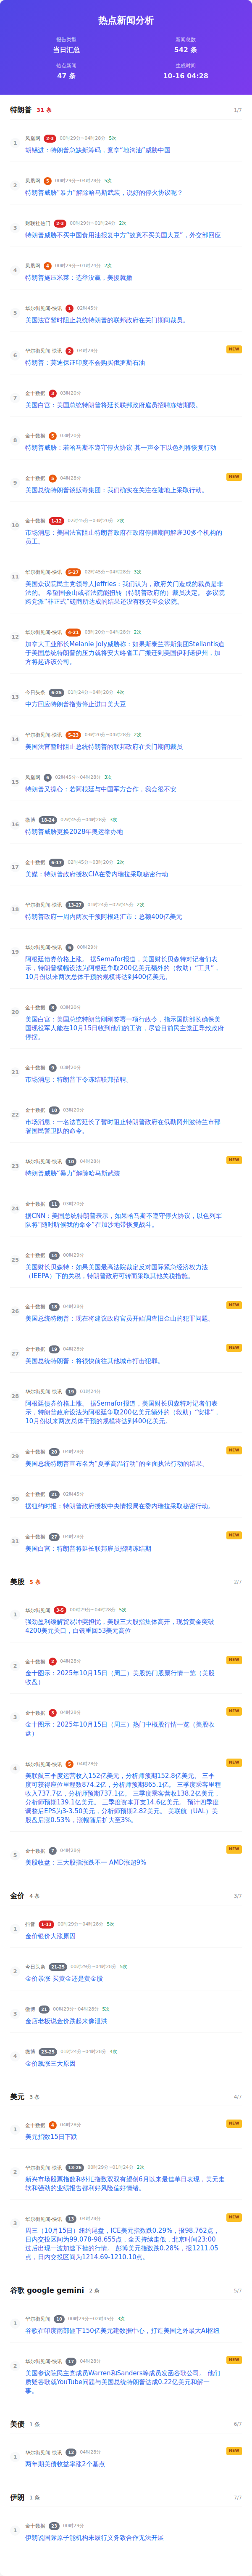 热点新闻分析
报告类型
当日汇总
新闻总数
542 条
热点新闻
47 条
生成时间
10-16 04:28
特朗普 31 条 1/7
1 凤凰网 2-3 00时29分~04时28分 5次
胡锡进：特朗普急缺新筹码，竟拿“地沟油”威胁中国
2 凤凰网 5 00时29分~04时28分 5次
特朗普威胁“暴力”解除哈马斯武装，说好的停火协议呢？
3 财联社热门 2-3 00时29分~01时24分 2次
特朗普威胁不买中国食用油报复中方“故意不买美国大豆”，外交部回应
4 凤凰网 4 00时29分~01时24分 2次
特朗普施压米莱：选举没赢，美援就撤
5 华尔街见闻-快讯 1 02时45分
美国法官暂时阻止总统特朗普的联邦政府在关门期间裁员。
6 华尔街见闻-快讯 2 04时28分 NEW
特朗普：莫迪保证印度不会购买俄罗斯石油
7 金十数据 3 03时20分
美国白宫：美国总统特朗普将延长联邦政府雇员招聘冻结期限。
8 金十数据 5 03时20分
特朗普威胁：若哈马斯不遵守停火协议 其一声令下以色列将恢复行动
9 金十数据 5 04时28分 NEW
美国总统特朗普谈贩毒集团：我们确实在关注在陆地上采取行动。
10 金十数据 1-12 02时45分~03时20分 2次
市场消息：美国法官阻止特朗普政府在政府停摆期间解雇30多个机构的
员工。
11 华尔街见闻-快讯 5-27 02时45分~04时28分 3次
美国众议院民主党领导人Jeffries：我们认为，政府关门造成的裁员是非
法的。 希望国会山或者法院能扭转（特朗普政府的）裁员决定。 参议院
跨党派“非正式”磋商所达成的结果还没有移交至众议院。
12 华尔街见闻-快讯 4-21 03时20分~04时28分 2次
加拿大工业部长Melanie Joly威胁称：如果斯泰兰蒂斯集团Stellantis迫
于美国总统特朗普的压力就将安大略省工厂搬迁到美国伊利诺伊州，加
方将起诉该公司。
13 今日头条 6-25 01时24分~04时28分 4次
中方回应特朗普指责停止进口美大豆
14 华尔街见闻-快讯 5-23 03时20分~04时28分 2次
美国法官暂时阻止总统特朗普的联邦政府在关门期间裁员
15 凤凰网 6 02时45分~04时28分 3次
特朗普又操心：若阿根廷与中国军方合作，我会很不安
16 微博 18-24 02时45分~04时28分 3次
特朗普威胁更换2028年奥运举办地
17 金十数据 6-17 02时45分~03时20分 2次
美媒：特朗普政府授权CIA在委内瑞拉采取秘密行动
18 华尔街见闻-快讯 13-27 01时24分~02时45分 2次
特朗普政府一周内两次干预阿根廷汇市：总额400亿美元
19 华尔街见闻-快讯 6 00时29分
阿根廷债券价格上涨。 据Semafor报道，美国财长贝森特对记者们表
示，特朗普横幅设法为阿根廷争取200亿美元额外的（救助）“工具”，
10月份以来两次总体干预的规模将达到400亿美元。
20 金十数据 8 03时20分
美国白宫：美国总统特朗普刚刚签署一项行政令，指示国防部长确保美
国现役军人能在10月15日收到他们的工资，尽管目前民主党正导致政府
停摆。
21 金十数据 9 03时20分
市场消息：特朗普下令冻结联邦招聘。
22 金十数据 10 03时20分
市场消息：一名法官延长了暂时阻止特朗普政府在俄勒冈州波特兰市部
署国民警卫队的命令。
23 华尔街见闻-快讯 10 04时28分 NEW
特朗普威胁“暴力”解除哈马斯武装
24 金十数据 11 03时20分
据CNN：美国总统特朗普表示，如果哈马斯不遵守停火协议，以色列军
队将“随时听候我的命令”在加沙地带恢复战斗。
25 金十数据 14 00时29分
美国财长贝森特：如果美国最高法院裁定反对国际紧急经济权力法
（IEEPA）下的关税，特朗普政府可转而采取其他关税措施。
26 金十数据 18 04时28分 NEW
美国总统特朗普：现在将建议政府官员开始调查旧金山的犯罪问题。
27 金十数据 19 04时28分 NEW
美国总统特朗普：将很快前往其他城市打击犯罪。
28 华尔街见闻-快讯 19 01时24分
阿根廷债券价格上涨。 据Semafor报道，美国财长贝森特对记者们表
示，特朗普政府设法为阿根廷争取200亿美元额外的（救助）“安排”，
10月份以来两次总体干预的规模将达到400亿美元。
29 金十数据 20 04时28分 NEW
美国总统特朗普宣布名为“夏季高温行动”的全面执法行动的结果。
30 金十数据 21 02时45分
据纽约时报：特朗普政府授权中央情报局在委内瑞拉采取秘密行动。
31 金十数据 27 04时28分 NEW
美国白宫：特朗普将延长联邦雇员招聘冻结期
美股 5 条 2/7
1 华尔街见闻 3-5 00时29分~04时28分 5次
强劲盈利缓解贸易冲突担忧，美股三大股指集体高开，现货黄金突破
4200美元关口，白银重回53美元高位
2 金十数据 2 04时28分 NEW
金十图示：2025年10月15日（周三）美股热门股票行情一览（美股
收盘）
3 金十数据 3 04时28分 NEW
金十图示：2025年10月15日（周三）热门中概股行情一览（美股收
盘）
4 华尔街见闻-快讯 5 04时28分 NEW
美联航三季度运营收入152亿美元，分析师预期152.8亿美元。 三季
度可获得座位里程数874.2亿，分析师预期865.1亿。 三季度乘客里程
收入737.7亿，分析师预期737.1亿。 三季度乘客营收138.2亿美元，
分析师预期139.1亿美元。 三季度资本开支14.6亿美元。 预计四季度
调整后EPS为3-3.50美元，分析师预期2.82美元。 美联航（UAL）美
股盘后涨0.53%，涨幅随后扩大至3%。
5 金十数据 7 04时28分 NEW
美股收盘：三大股指涨跌不一 AMD涨超9%
金价 4 条 3/7
1 抖音 1-13 00时29分~04时28分 5次
金价银价大涨原因
2 今日头条 21-25 00时29分~04时28分 5次
金价暴涨 买黄金还是黄金股
3 微博 21 00时29分~04时28分 5次
金店老板说金价跌起来像泄洪
4 微博 23-25 01时24分~04时28分 4次
金价飙涨三大原因
美元 3 条 4/7
1 金十数据 4 04时28分 NEW
美元指数15日下跌
2 华尔街见闻-快讯 13-26 00时29分~01时24分 2次
新兴市场股票指数和外汇指数双双有望创6月以来最佳单日表现，美元走
软和强劲的业绩报告都利好风险偏好情绪。
3 华尔街见闻-快讯 13 04时28分 NEW
周三（10月15日）纽约尾盘，ICE美元指数跌0.29%，报98.762点，
日内交投区间为99.078-98.655点，全天持续走低，北京时间23:00
过后出现一波加速下挫的行情。 彭博美元指数跌0.28%，报1211.05
点，日内交投区间为1214.69-1210.10点。
谷歌 google gemini 2 条 5/7
1 华尔街见闻 10 00时29分~02时45分 3次
谷歌在印度南部砸下150亿美元建数据中心，打造美国之外最大AI枢纽
2 华尔街见闻-快讯 17 04时28分 NEW
美国参议院民主党成员Warren和Sanders等成员发函谷歌公司。 他们
质疑谷歌就YouTube问题与美国总统特朗普达成0.22亿美元和解一
事。
美债 1 条 6/7
1 华尔街见闻-快讯 12 04时28分 NEW
两年期美债收益率涨2个基点
伊朗 1 条 7/7
1 金十数据 23 00时29分
伊朗说国际原子能机构未履行义务致合作无法开展